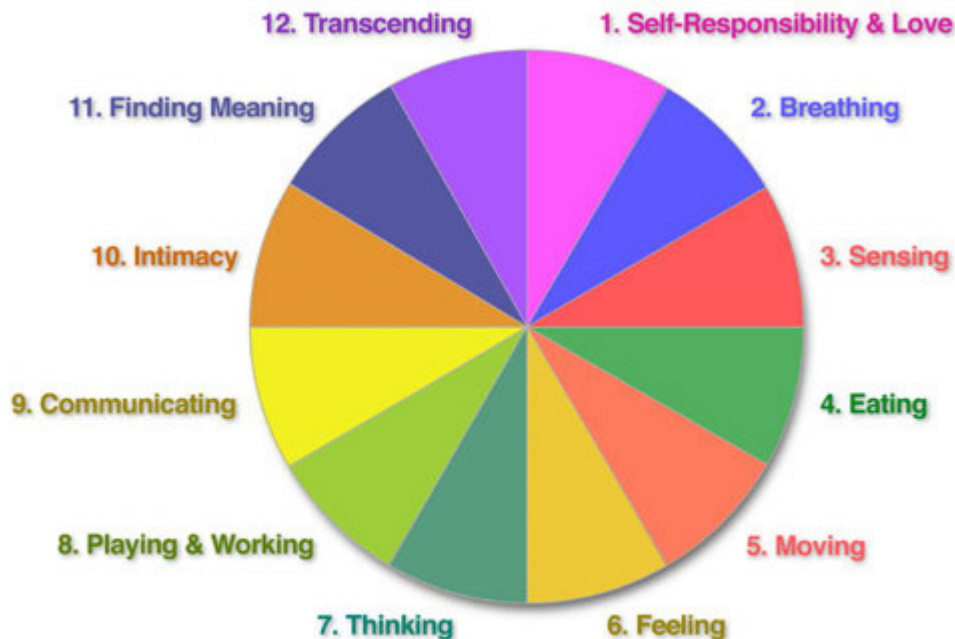 1. Self-Responsibility & Love
2. Breathing
3. Sensing
4. Eating
5. Moving
6. Feeling
7. Thinking
8. Playing & Working
9. Communicating
10. Intimacy
11. Finding Meaning
12. Transcending